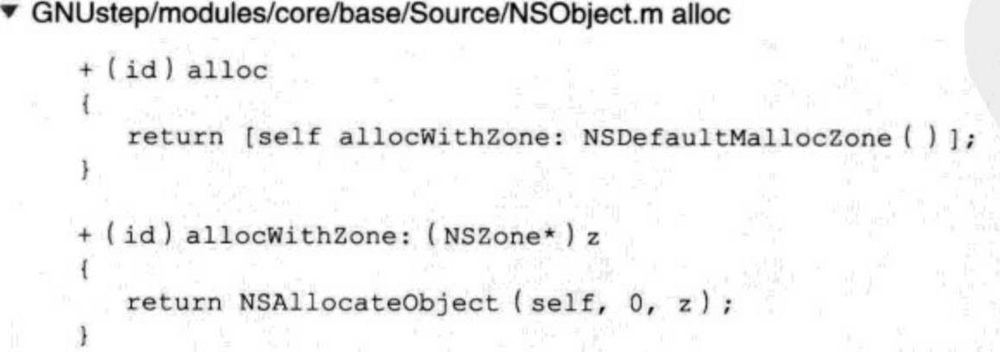 ▼ GNUstep/modules/core/base/Source/NSObject.m alloc
+ ( id ) alloc
{
return [self allocWithZone: NSDefaultMallocZone ( ) ];
}
+ ( id ) allocWithZone: ( NSZone* ) z
{
return NSAllocateObject ( self, 0, z ) ;
}